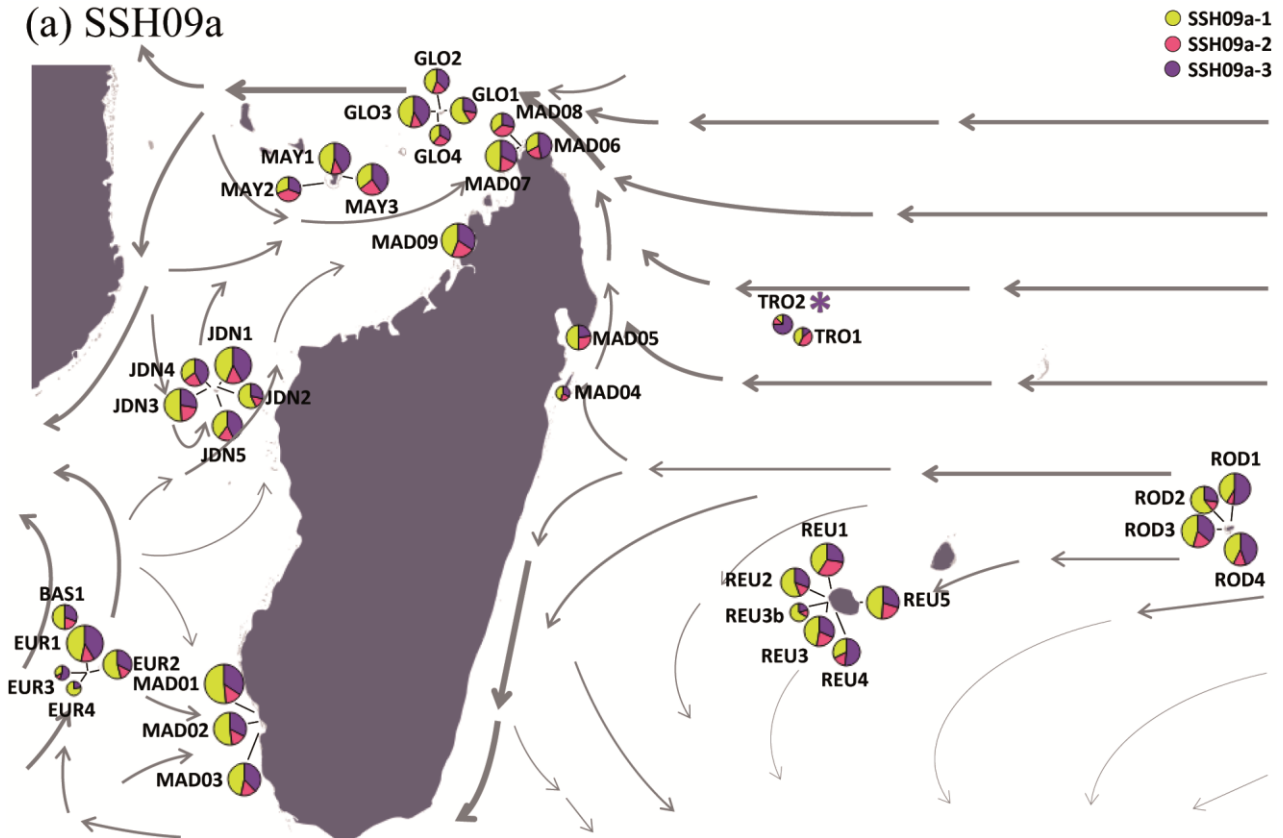 (a) SSH09a
SSH09a-1
SSH09a-2
SSH09a-3
GLO2
GLO3
GLO1
MAD08
GLO4
MAD06
MAD07
MAY1
MAY2
MAY3
MAD09
TRO2 *
TRO1
MAD05
MAD04
JDN1
JDN4
JDN2
JDN3
JDN5
ROD1
ROD2
ROD3
ROD4
REU1
REU2
REU5
REU3b
REU3
REU4
BAS1
EUR1
EUR2
EUR3
EUR4
MAD01
MAD02
MAD03